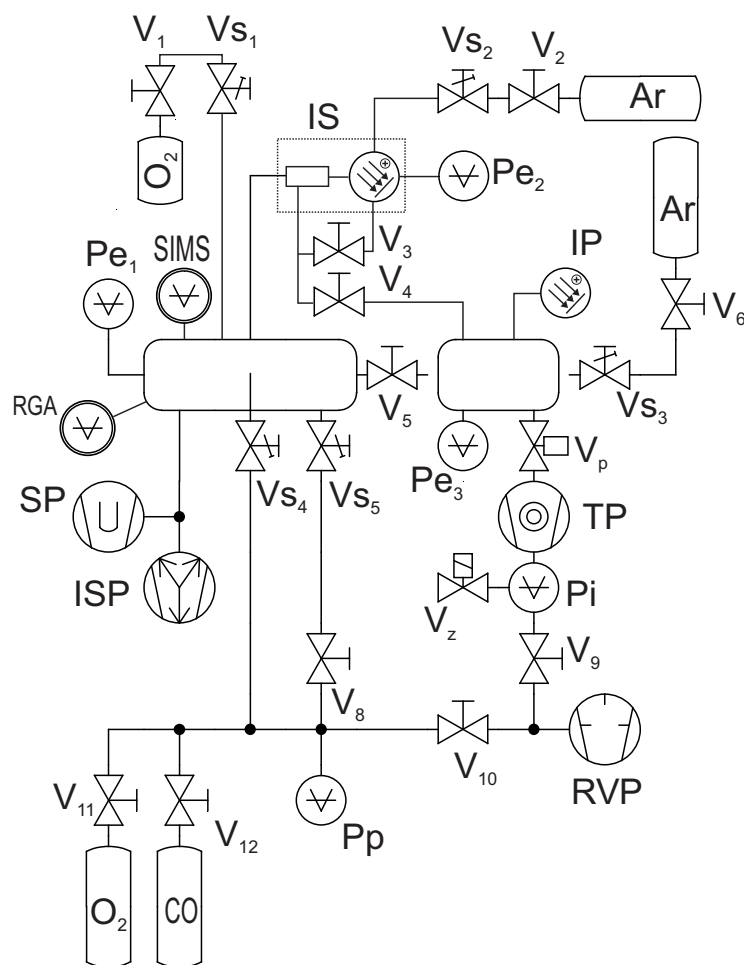 V₁
Vs₁
Vs₂
V₂
Ar
IS
O₂
Pe₂
Ar
V₃
IP
SIMS
Pe₁
V₄
V₆
RGA
V₅
Vs₃
Vs₄
Vs₅
Pe₃
Vₚ
SP
TP
ISP
Pi
V_z
V₉
V₈
V₁₀
RVP
V₁₁
V₁₂
Pp
O₂
CO